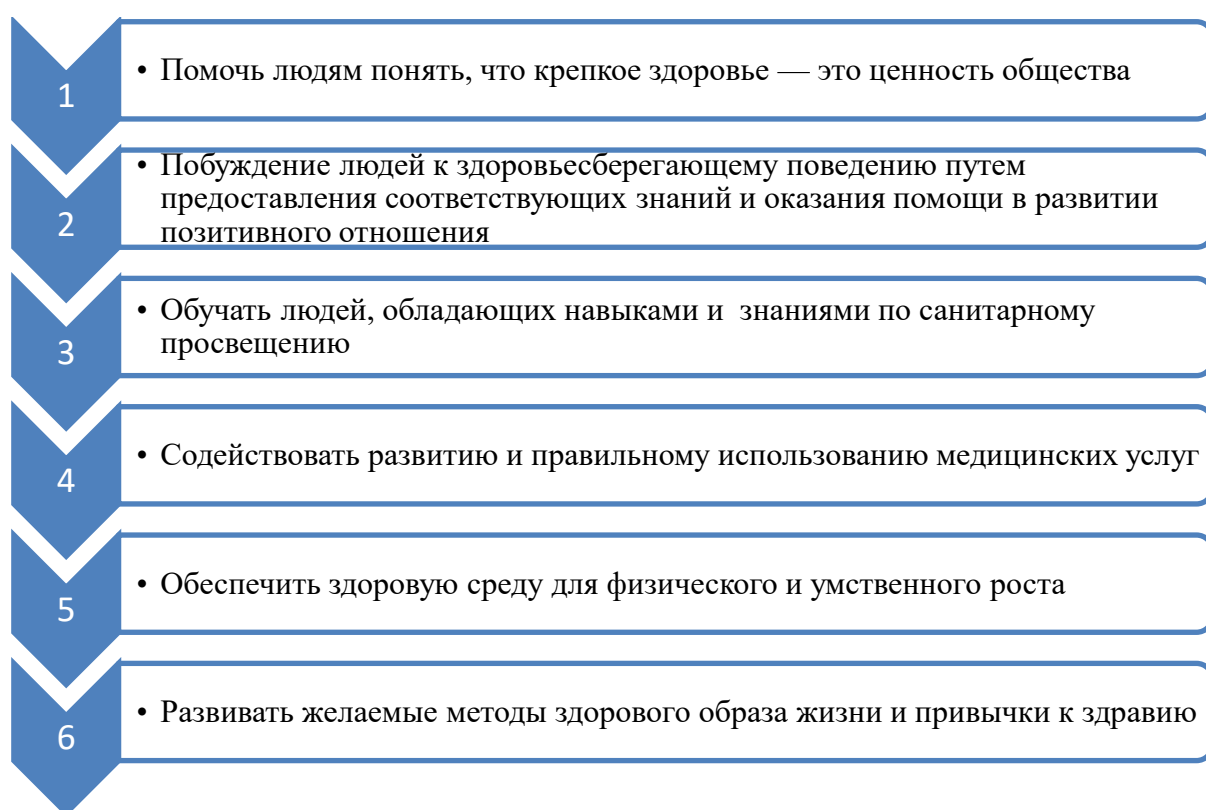 1
• Помочь людям понять, что крепкое здоровье — это ценность общества
2
• Побуждение людей к здоровьесберегающему поведению путем
предоставления соответствующих знаний и оказания помощи в развитии
позитивного отношения
3
• Обучать людей, обладающих навыками и  знаниями по санитарному
просвещению
4
• Содействовать развитию и правильному использованию медицинских услуг
5
• Обеспечить здоровую среду для физического и умственного роста
6
• Развивать желаемые методы здорового образа жизни и привычки к здравию